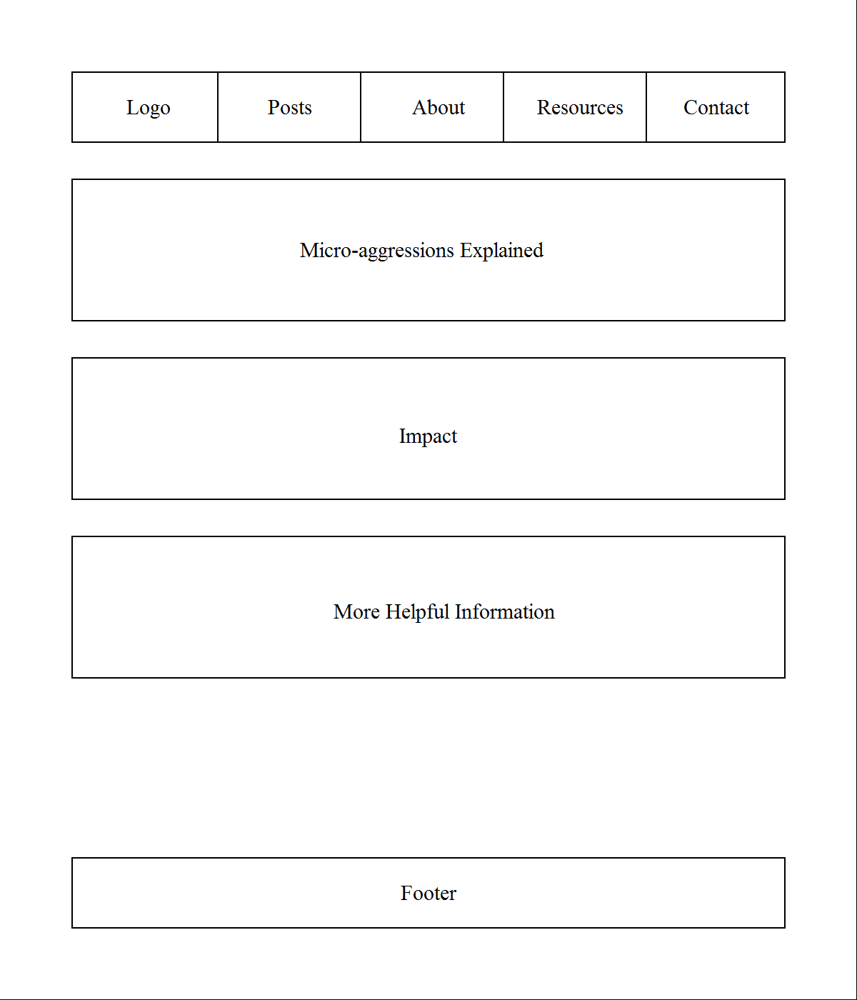 Logo Posts About Resources Contact
Micro-aggressions Explained
Impact
More Helpful Information
Footer